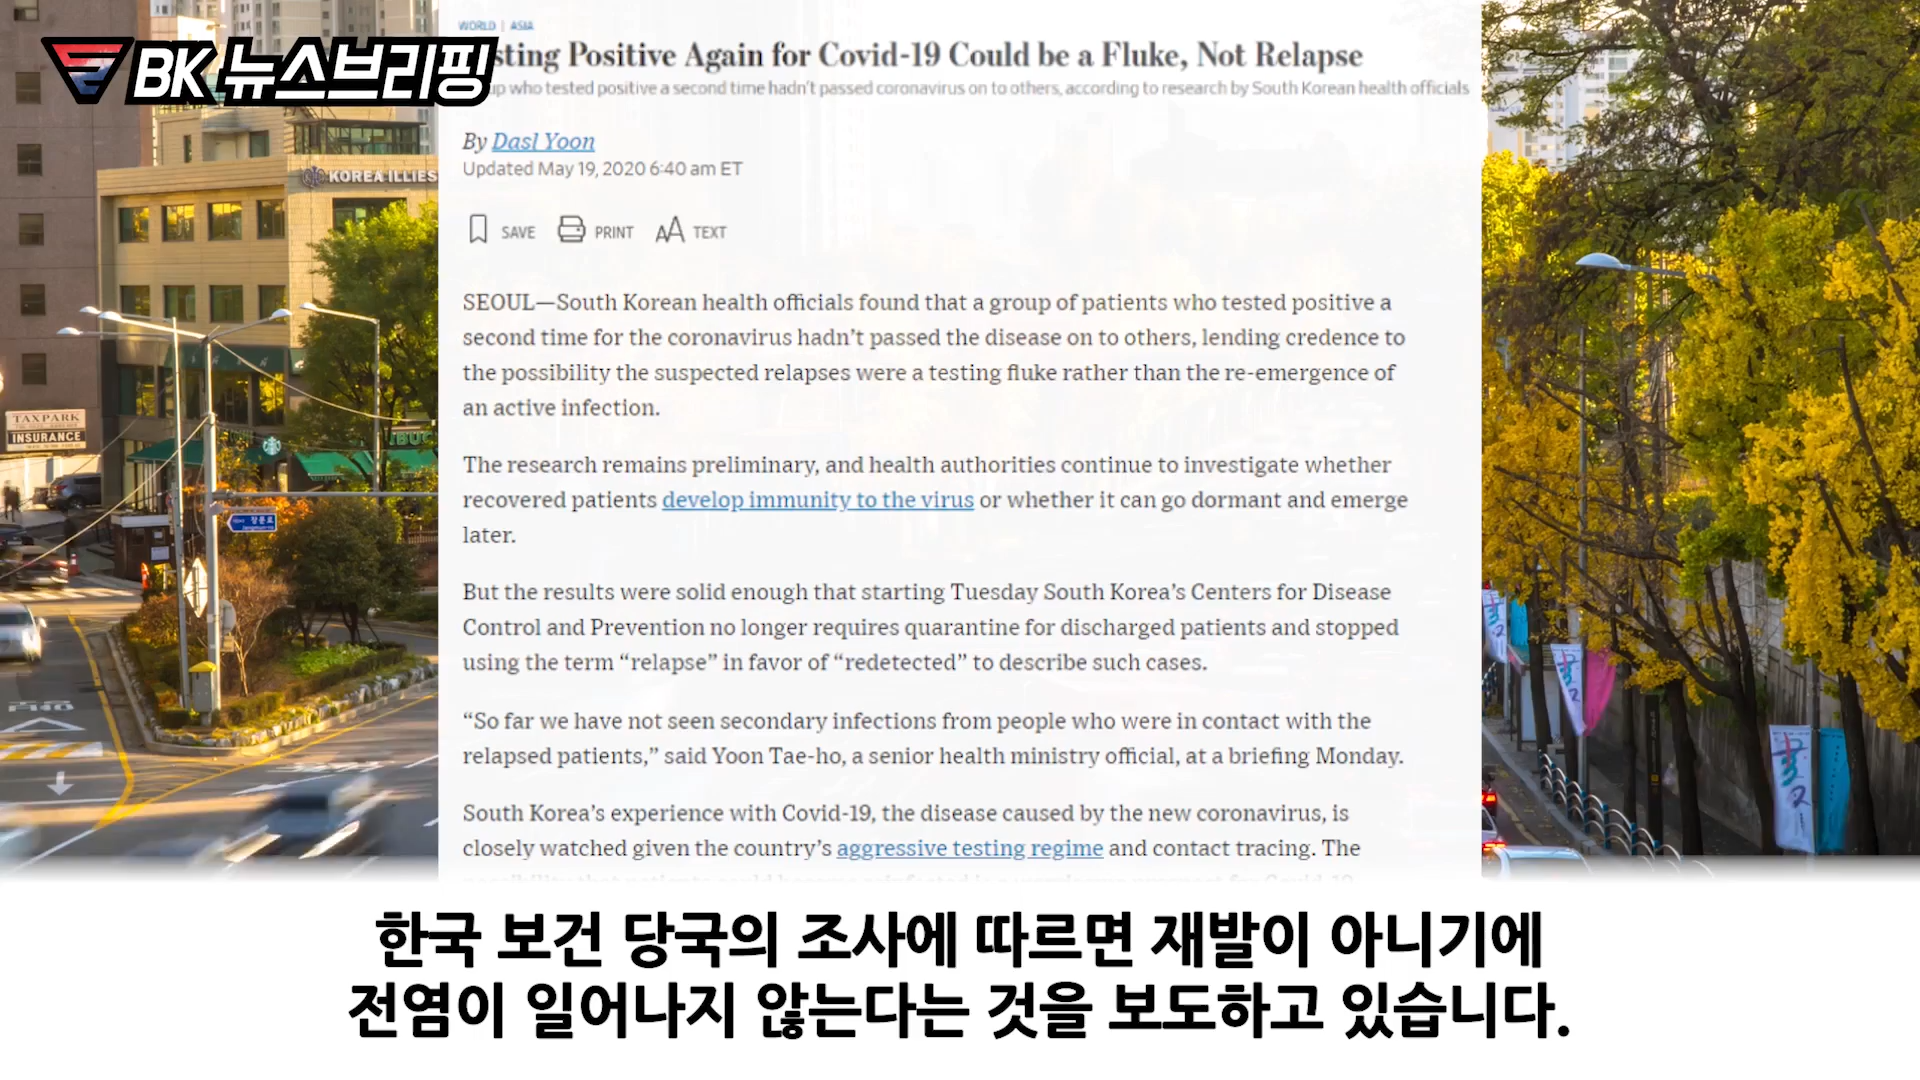 BK 뉴스브리핑
WORLD | ASIA
sting Positive Again for Covid-19 Could be a Fluke, Not Relapse
up who tested positive a second time hadn't passed coronavirus on to others, according to research by South Korean health officials
By Dasl Yoon
Updated May 19, 2020 6:40 am ET
SAVE PRINT AA TEXT
SEOUL—South Korean health officials found that a group of patients who tested positive a
second time for the coronavirus hadn't passed the disease on to others, lending credence to
the possibility the suspected relapses were a testing fluke rather than the re-emergence of
an active infection.
The research remains preliminary, and health authorities continue to investigate whether
recovered patients develop immunity to the virus or whether it can go dormant and emerge
later.
But the results were solid enough that starting Tuesday South Korea's Centers for Disease
Control and Prevention no longer requires quarantine for discharged patients and stopped
using the term “relapse” in favor of “redetected” to describe such cases.
“So far we have not seen secondary infections from people who were in contact with the
relapsed patients,” said Yoon Tae-ho, a senior health ministry official, at a briefing Monday.
South Korea's experience with Covid-19, the disease caused by the new coronavirus, is
closely watched given the country's aggressive testing regime and contact tracing. The
KOREA ILLIES
TAXPARK
INSURANCE
한국 보건 당국의 조사에 따르면 재발이 아니기에
전염이 일어나지 않는다는 것을 보도하고 있습니다.